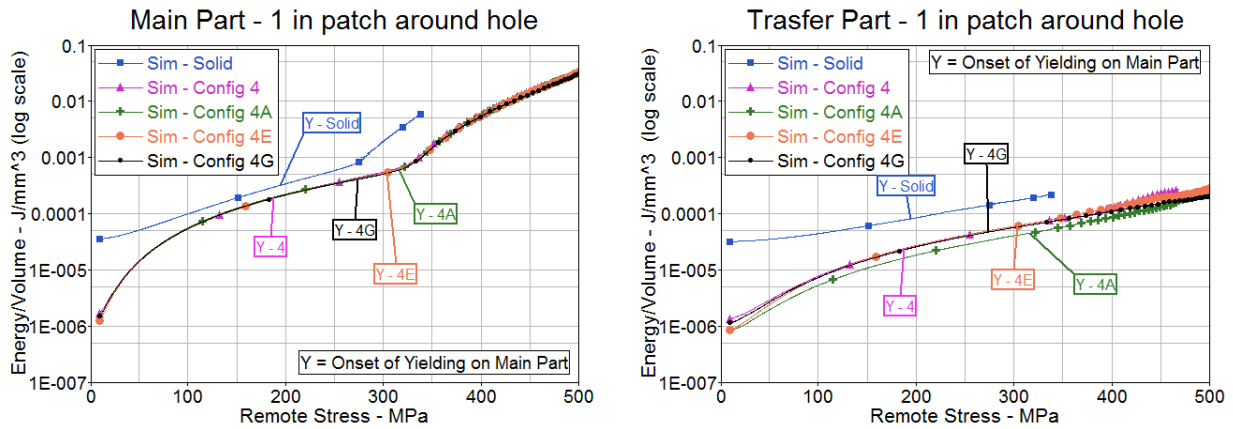 Main Part - 1 in patch around hole
Energy/Volume - J/mm^3 (log scale)
0.1
0.01
0.001
0.0001
1E-005
1E-006
1E-007
Sim - Solid
Sim - Config 4
Sim - Config 4A
Sim - Config 4E
Sim - Config 4G
Y - Solid
Y - 4
Y - 4G
Y - 4E
Y - 4A
Y = Onset of Yielding on Main Part
0 100 200 300 400 500
Remote Stress - MPa
Trasfer Part - 1 in patch around hole
Energy/Volume - J/mm^3 (log scale)
0.1
0.01
0.001
0.0001
1E-005
1E-006
1E-007
Sim - Solid
Sim - Config 4
Sim - Config 4A
Sim - Config 4E
Sim - Config 4G
Y = Onset of Yielding on Main Part
Y - 4G
Y - Solid
Y - 4
Y - 4E
Y - 4A
0 100 200 300 400 500
Remote Stress - MPa